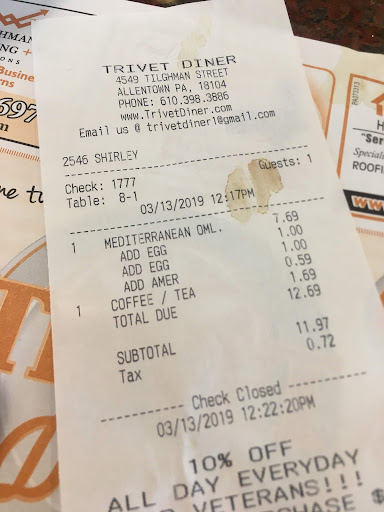 TRIVET DINER
4549 TILGHMAN STREET
ALLENTOWN PA, 18104
PHONE: 610.398.3886
www.TrivetDiner.com
Email us @ trivetdiner1@gmail.com
2546 SHIRLEY
Check: 1777 Guests: 1
Table: 8-1
03/13/2019 12:17PM
1 MEDITERRANEAN OML. 7.69
ADD EGG 1.00
ADD EGG 1.00
ADD AMER 0.59
1 COFFEE / TEA 1.69
TOTAL DUE 12.69
SUBTOTAL 11.97
Tax 0.72
Check Closed
03/13/2019 12:22:20PM
10% OFF
ALL DAY EVERYDAY
VETERANS!!!